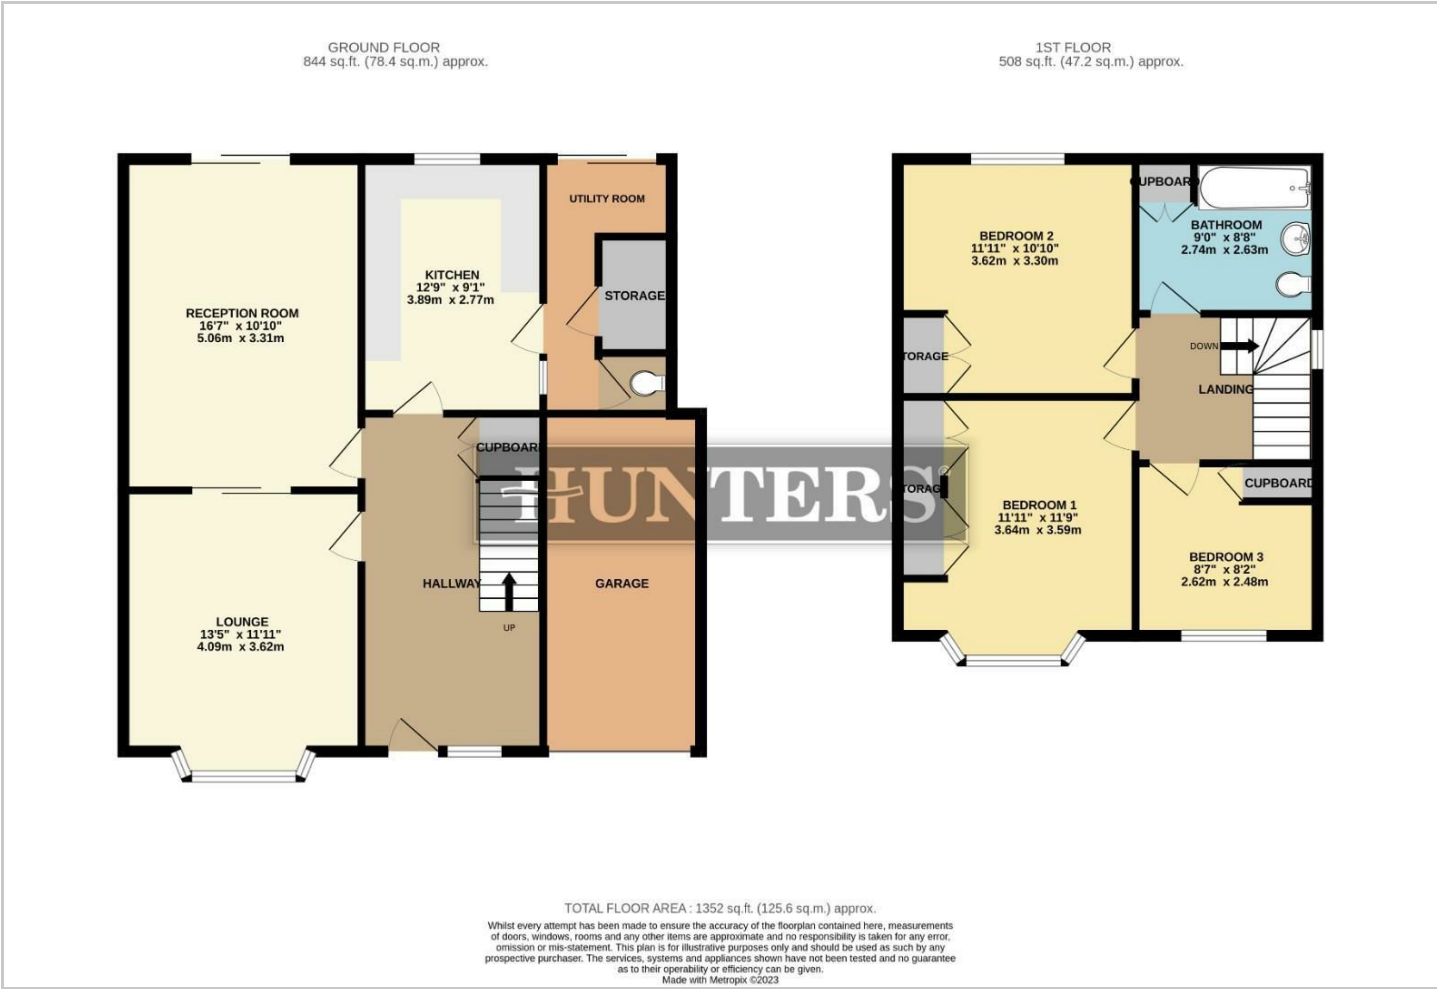 GROUND FLOOR
844 sq.ft. (78.4 sq.m.) approx.
1ST FLOOR
508 sq.ft. (47.2 sq.m.) approx.
UTILITY ROOM
STORAGE
KITCHEN
12'9" x 9'1"
3.89m x 2.77m
RECEPTION ROOM
16'7" x 10'10"
5.06m x 3.31m
CUPBOARD
HALLWAY
UP
GARAGE
LOUNGE
13'5" x 11'11"
4.09m x 3.62m
HUNTERS
CUPBOARD
BATHROOM
9'0" x 8'8"
2.74m x 2.63m
BEDROOM 2
11'11" x 10'10"
3.62m x 3.30m
STORAGE
DOWN
LANDING
STORAGE
BEDROOM 1
11'11" x 11'9"
3.64m x 3.59m
CUPBOARD
BEDROOM 3
8'7" x 8'2"
2.62m x 2.48m
TOTAL FLOOR AREA : 1352 sq.ft. (125.6 sq.m.) approx.
Whilst every attempt has been made to ensure the accuracy of the floorplan contained here, measurements
of doors, windows, rooms and any other items are approximate and no responsibility is taken for any error,
omission or mis-statement. This plan is for illustrative purposes only and should be used as such by any
prospective purchaser. The services, systems and appliances shown have not been tested and no guarantee
as to their operability or efficiency can be given.
Made with Metropix ©2023